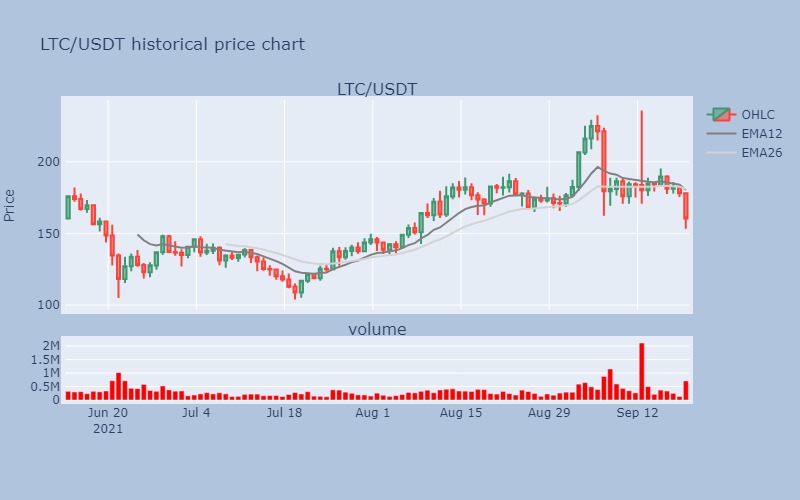 LTC/USDT historical price chart
LTC/USDT
OHLC
EMA12
EMA26
Price
200
150
100
volume
2M
1.5M
1M
0.5M
0
Jun 20
2021
Jul 4
Jul 18
Aug 1
Aug 15
Aug 29
Sep 12